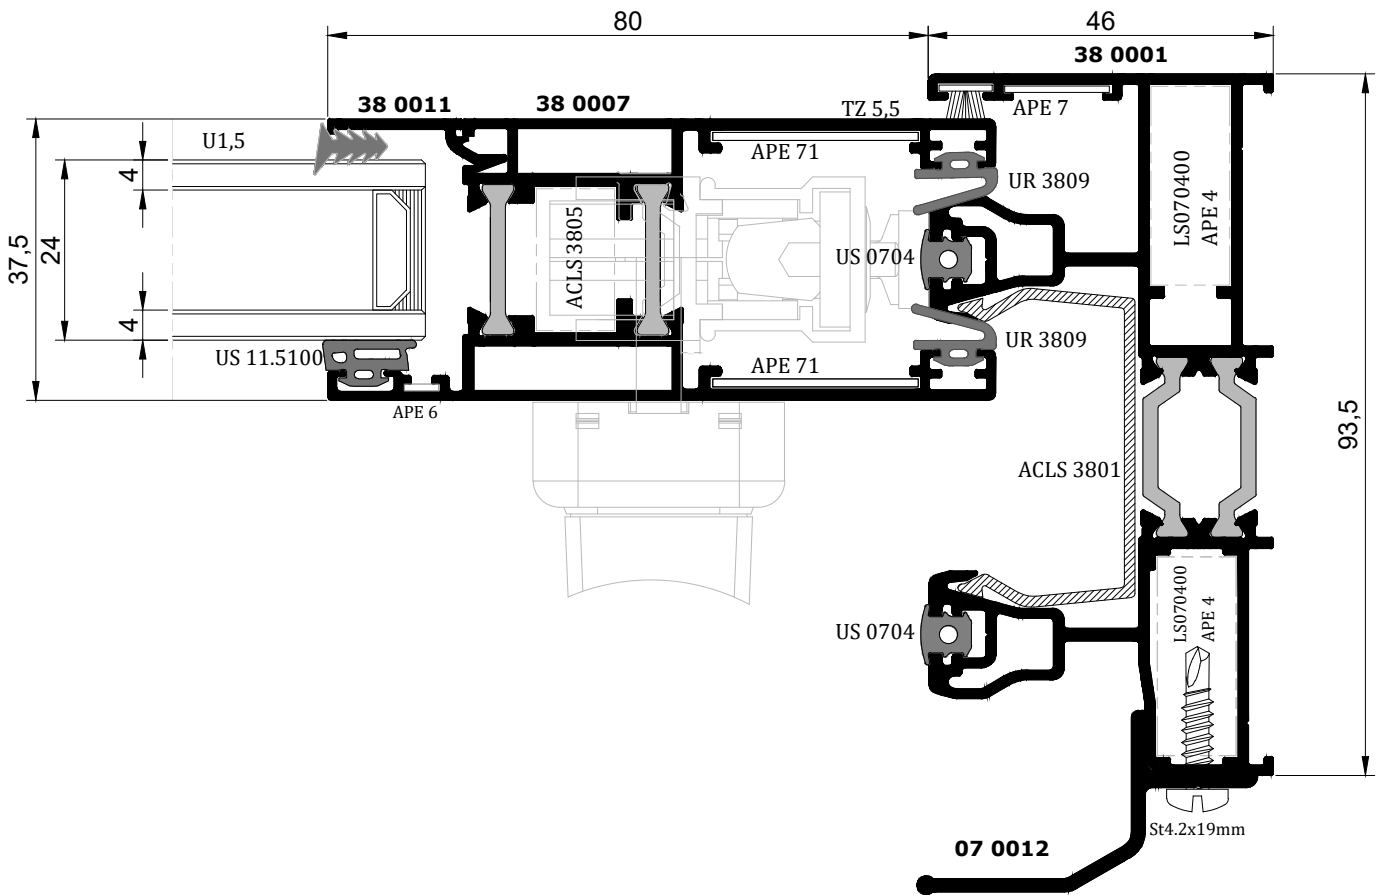 80
46
38 0001
38 0011
38 0007
TZ 5,5
APE 7
U1,5
APE 71
UR 3809
LS070400
APE 4
4
37,5
24
ACLS 3805
US 0704
4
US 11.5100
UR 3809
APE 71
APE 6
93,5
ACLS 3801
US 0704
LS070400
APE 4
St4.2x19mm
07 0012